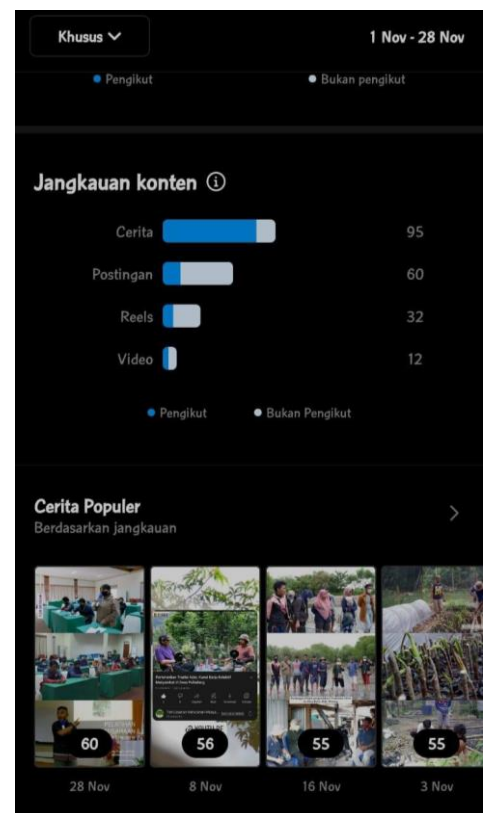 Khusus
1 Nov - 28 Nov
Pengikut
Bukan pengikut
Jangkauan konten
Cerita
95
Postingan
60
Reels
32
Video
12
Pengikut
Bukan Pengikut
Cerita Populer
Berdasarkan jangkauan
60
56
55
55
28 Nov
8 Nov
16 Nov
3 Nov